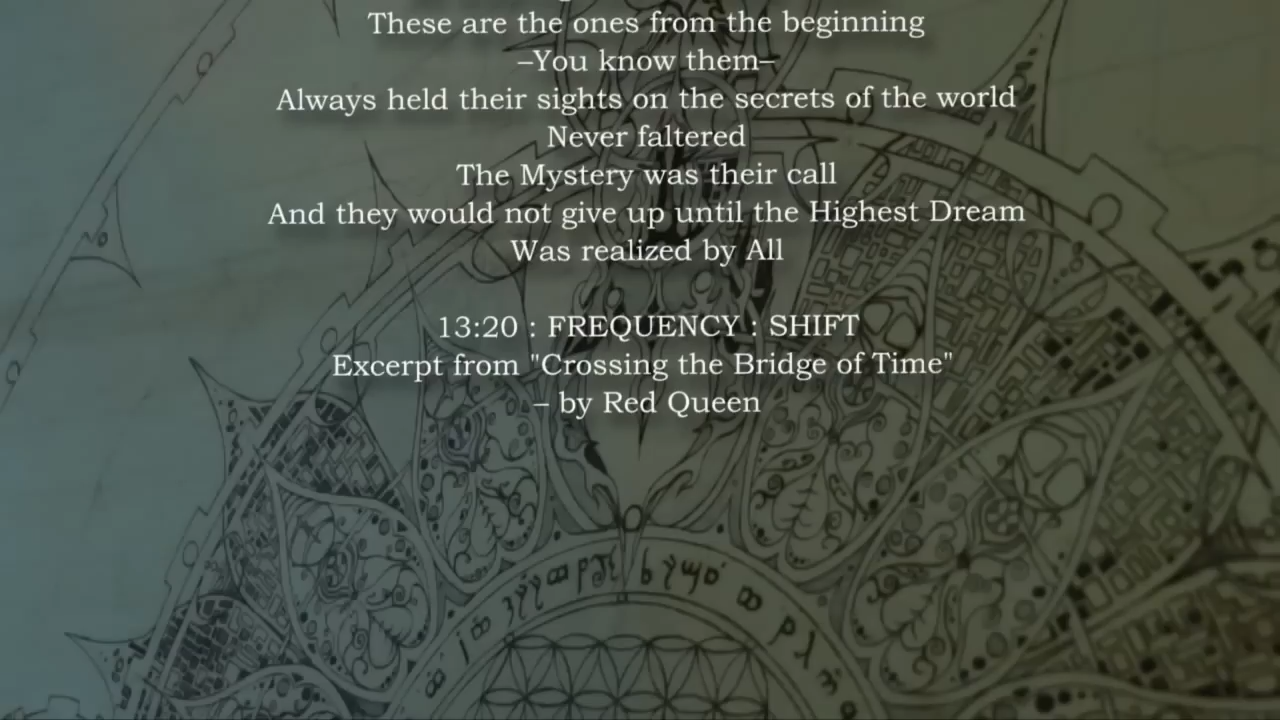 These are the ones from the beginning
–You know them–
Always held their sights on the secrets of the world
Never faltered
The Mystery was their call
And they would not give up until the Highest Dream
Was realized by All
13:20 : FREQUENCY : SHIFT
Excerpt from "Crossing the Bridge of Time"
– by Red Queen